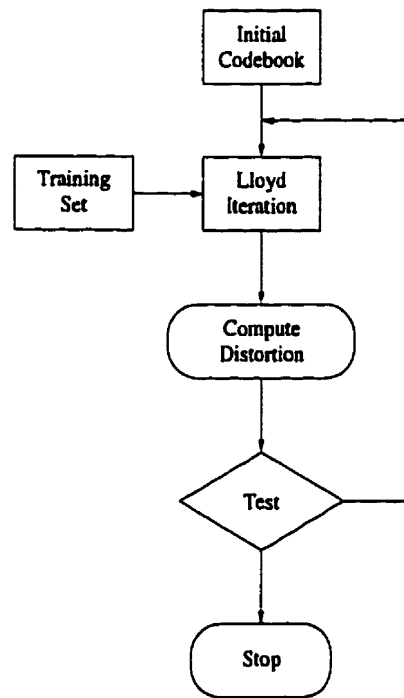 Initial
Codebook
Training
Set
Lloyd
Iteration
Compute
Distortion
Test
Stop